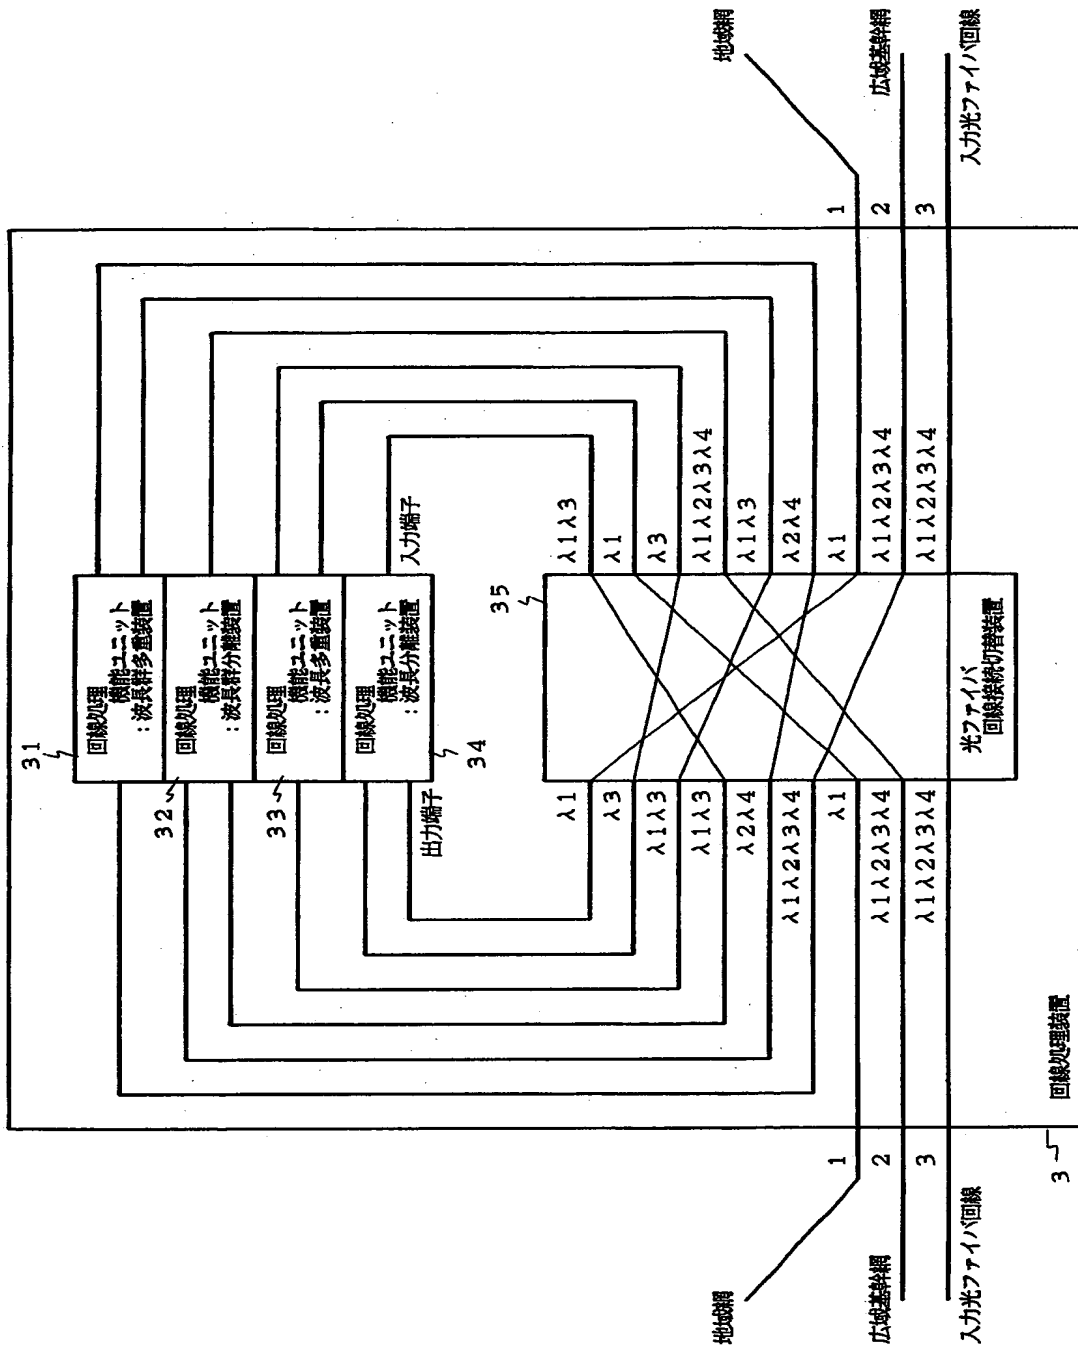 31
回線処理
機能ユニット
：波長群多重装置
32
回線処理
機能ユニット
：波長群分離装置
33
回線処理
機能ユニット
：波長多重装置
34
回線処理
機能ユニット
：波長分離装置
出力端子
入力端子
35
λ1
λ3
λ1λ3
λ1λ3
λ2λ4
λ1λ2λ3λ4
λ1
λ1λ2λ3λ4
λ1λ2λ3λ4
λ1λ3
λ1
λ3
λ1λ2λ3λ4
λ1λ3
λ2λ4
λ1
λ1λ2λ3λ4
λ1λ2λ3λ4
光ファイバ
回線接続切替装置
地域網
広域基幹網
入力光ファイバ回線
1
2
3
地域網
広域基幹網
入力光ファイバ回線
1
2
3
3
回線処理装置